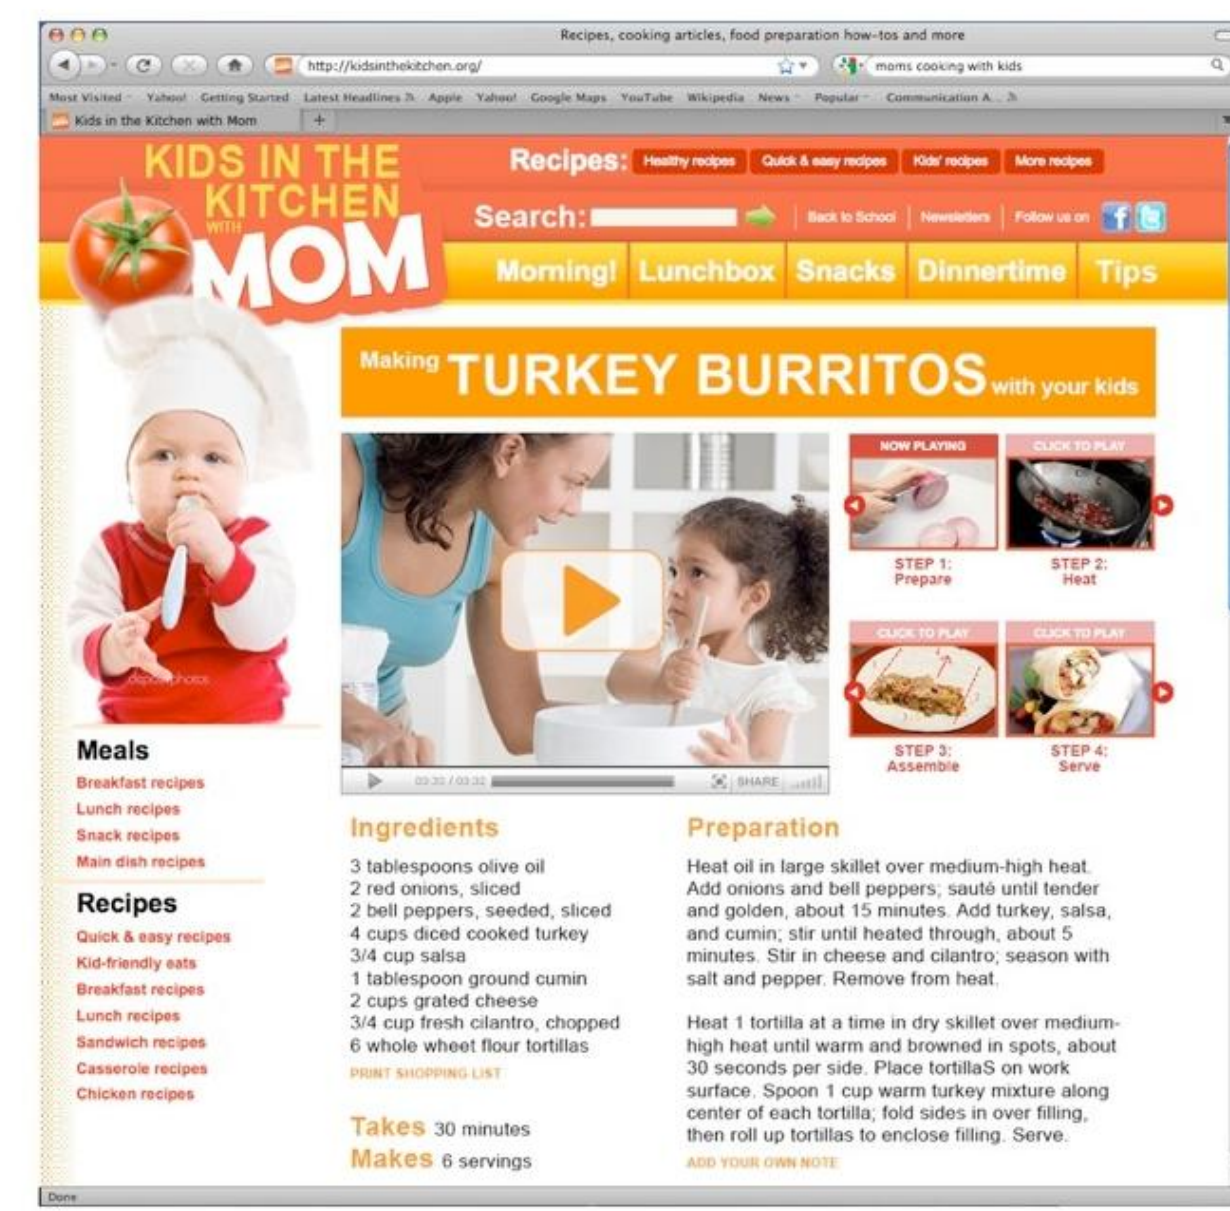 Recipes, cooking articles, food preparation how-tos and more
http://kidsinthekitchen.org/
moms cooking with kids
Most Visited Yahoo! Getting Started Latest Headlines Apple Yahoo! Google Maps YouTube Wikipedia News Popular Communication A...
Kids in the Kitchen with Mom +
KIDS IN THE
KITCHEN
WITH
MOM
Recipes: Healthy recipes Quick & easy recipes Kids' recipes More recipes
Search: Back to School Newsletters Follow us on f t
Morning! Lunchbox Snacks Dinnertime Tips
Making TURKEY BURRITOS with your kids
NOW PLAYING CLICK TO PLAY
STEP 1: STEP 2:
Prepare Heat
CLICK TO PLAY CLICK TO PLAY
STEP 3: STEP 4:
Assemble Serve
depositphotos
03:32 / 03:32 SHARE
Meals
Breakfast recipes
Lunch recipes
Snack recipes
Main dish recipes
Recipes
Quick & easy recipes
Kid-friendly eats
Breakfast recipes
Lunch recipes
Sandwich recipes
Casserole recipes
Chicken recipes
Ingredients
3 tablespoons olive oil
2 red onions, sliced
2 bell peppers, seeded, sliced
4 cups diced cooked turkey
3/4 cup salsa
1 tablespoon ground cumin
2 cups grated cheese
3/4 cup fresh cilantro, chopped
6 whole wheet flour tortillas
PRINT SHOPPING LIST
Takes 30 minutes
Makes 6 servings
Preparation
Heat oil in large skillet over medium-high heat.
Add onions and bell peppers; sauté until tender
and golden, about 15 minutes. Add turkey, salsa,
and cumin; stir until heated through, about 5
minutes. Stir in cheese and cilantro; season with
salt and pepper. Remove from heat.
Heat 1 tortilla at a time in dry skillet over medium-
high heat until warm and browned in spots, about
30 seconds per side. Place tortillaS on work
surface. Spoon 1 cup warm turkey mixture along
center of each tortilla; fold sides in over filling,
then roll up tortillas to enclose filling. Serve.
ADD YOUR OWN NOTE
Done